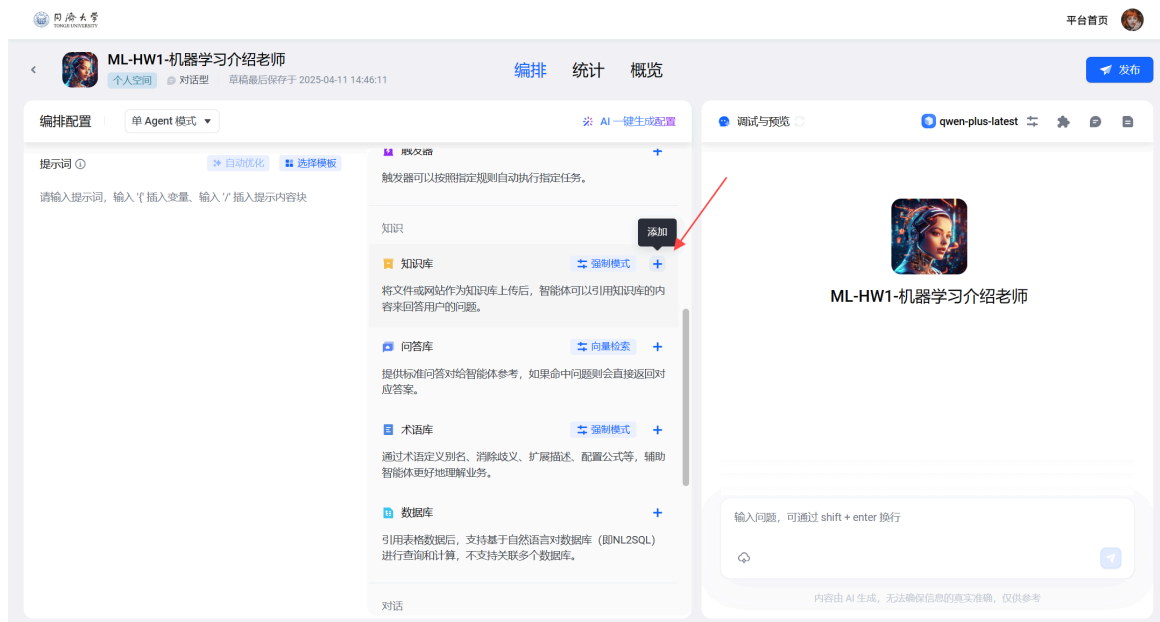 同济大学
TONGJI UNIVERSITY
平台首页
ML-HW1-机器学习介绍老师
个人空间 对话型 草稿最后保存于 2025-04-11 14:46:11
编排 统计 概览
发布
编排配置 单 Agent 模式
AI 一键生成配置
提示词 自动优化 选择模板
请输入提示词，输入 '{' 插入变量、输入 '/' 插入提示内容块
触发器
触发器可以按照指定规则自动执行指定任务。
知识
添加
知识库 强制模式
将文件或网站作为知识库上传后，智能体可以引用知识库的内
容来回答用户的问题。
问答库 向量检索
提供标准问答对给智能体参考，如果命中问题则会直接返回对
应答案。
术语库 强制模式
通过术语定义别名、消除歧义、扩展描述、配置公式等，辅助
智能体更好地理解业务。
数据库
引用表格数据后，支持基于自然语言对数据库（即NL2SQL）
进行查询和计算，不支持关联多个数据库。
对话
调试与预览 qwen-plus-latest
ML-HW1-机器学习介绍老师
输入问题，可通过 shift + enter 换行
内容由 AI 生成，无法确保信息的真实准确，仅供参考